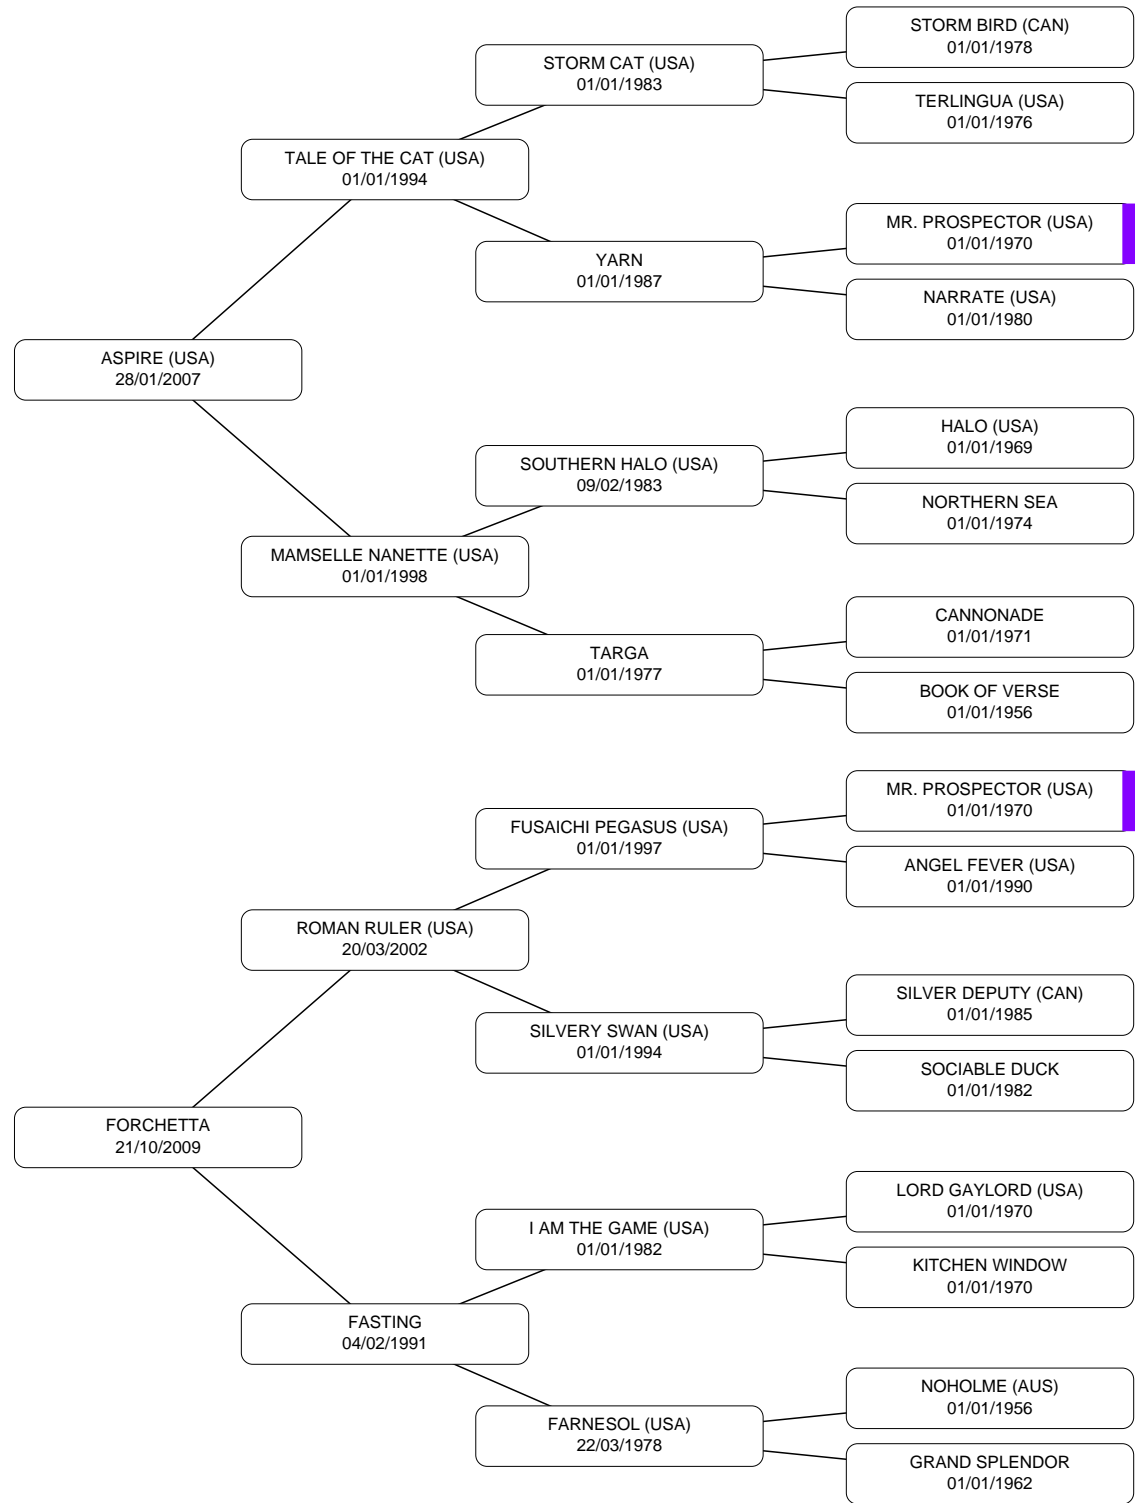 STORM BIRD (CAN)
01/01/1978
STORM CAT (USA)
01/01/1983
TERLINGUA (USA)
01/01/1976
TALE OF THE CAT (USA)
01/01/1994
MR. PROSPECTOR (USA)
01/01/1970
YARN
01/01/1987
NARRATE (USA)
01/01/1980
ASPIRE (USA)
28/01/2007
HALO (USA)
01/01/1969
SOUTHERN HALO (USA)
09/02/1983
NORTHERN SEA
01/01/1974
MAMSELLE NANETTE (USA)
01/01/1998
CANNONADE
01/01/1971
TARGA
01/01/1977
BOOK OF VERSE
01/01/1956
MR. PROSPECTOR (USA)
01/01/1970
FUSAICHI PEGASUS (USA)
01/01/1997
ANGEL FEVER (USA)
01/01/1990
ROMAN RULER (USA)
20/03/2002
SILVER DEPUTY (CAN)
01/01/1985
SILVERY SWAN (USA)
01/01/1994
SOCIABLE DUCK
01/01/1982
FORCHETTA
21/10/2009
LORD GAYLORD (USA)
01/01/1970
I AM THE GAME (USA)
01/01/1982
KITCHEN WINDOW
01/01/1970
FASTING
04/02/1991
NOHOLME (AUS)
01/01/1956
FARNESOL (USA)
22/03/1978
GRAND SPLENDOR
01/01/1962